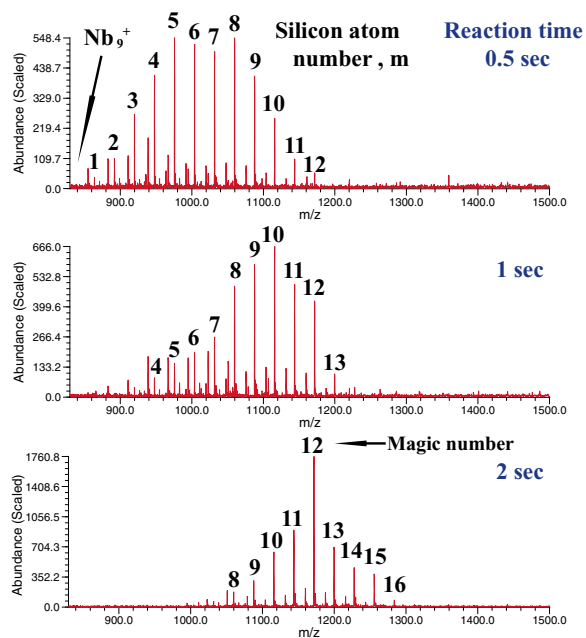 Nb9+
Silicon atom
number , m
Reaction time
0.5 sec
Abundance (Scaled)
548.4
438.7
329.0
219.4
109.7
0.0
1 2 3 4 5 6 7 8 9 10 11 12
900.0 1000.0 1100.0 1200.0 1300.0 1400.0 1500.0
m/z
1 sec
Abundance (Scaled)
666.0
532.8
399.6
266.4
133.2
0.0
4 5 6 7 8 9 10 11 12 13
900.0 1000.0 1100.0 1200.0 1300.0 1400.0 1500.0
m/z
12
Magic number
2 sec
Abundance (Scaled)
1760.8
1056.5
704.3
352.2
0.0
8 9 10 11 13 14 15 16
900.0 1000.0 1100.0 1200.0 1300.0 1400.0 1500.0
m/z